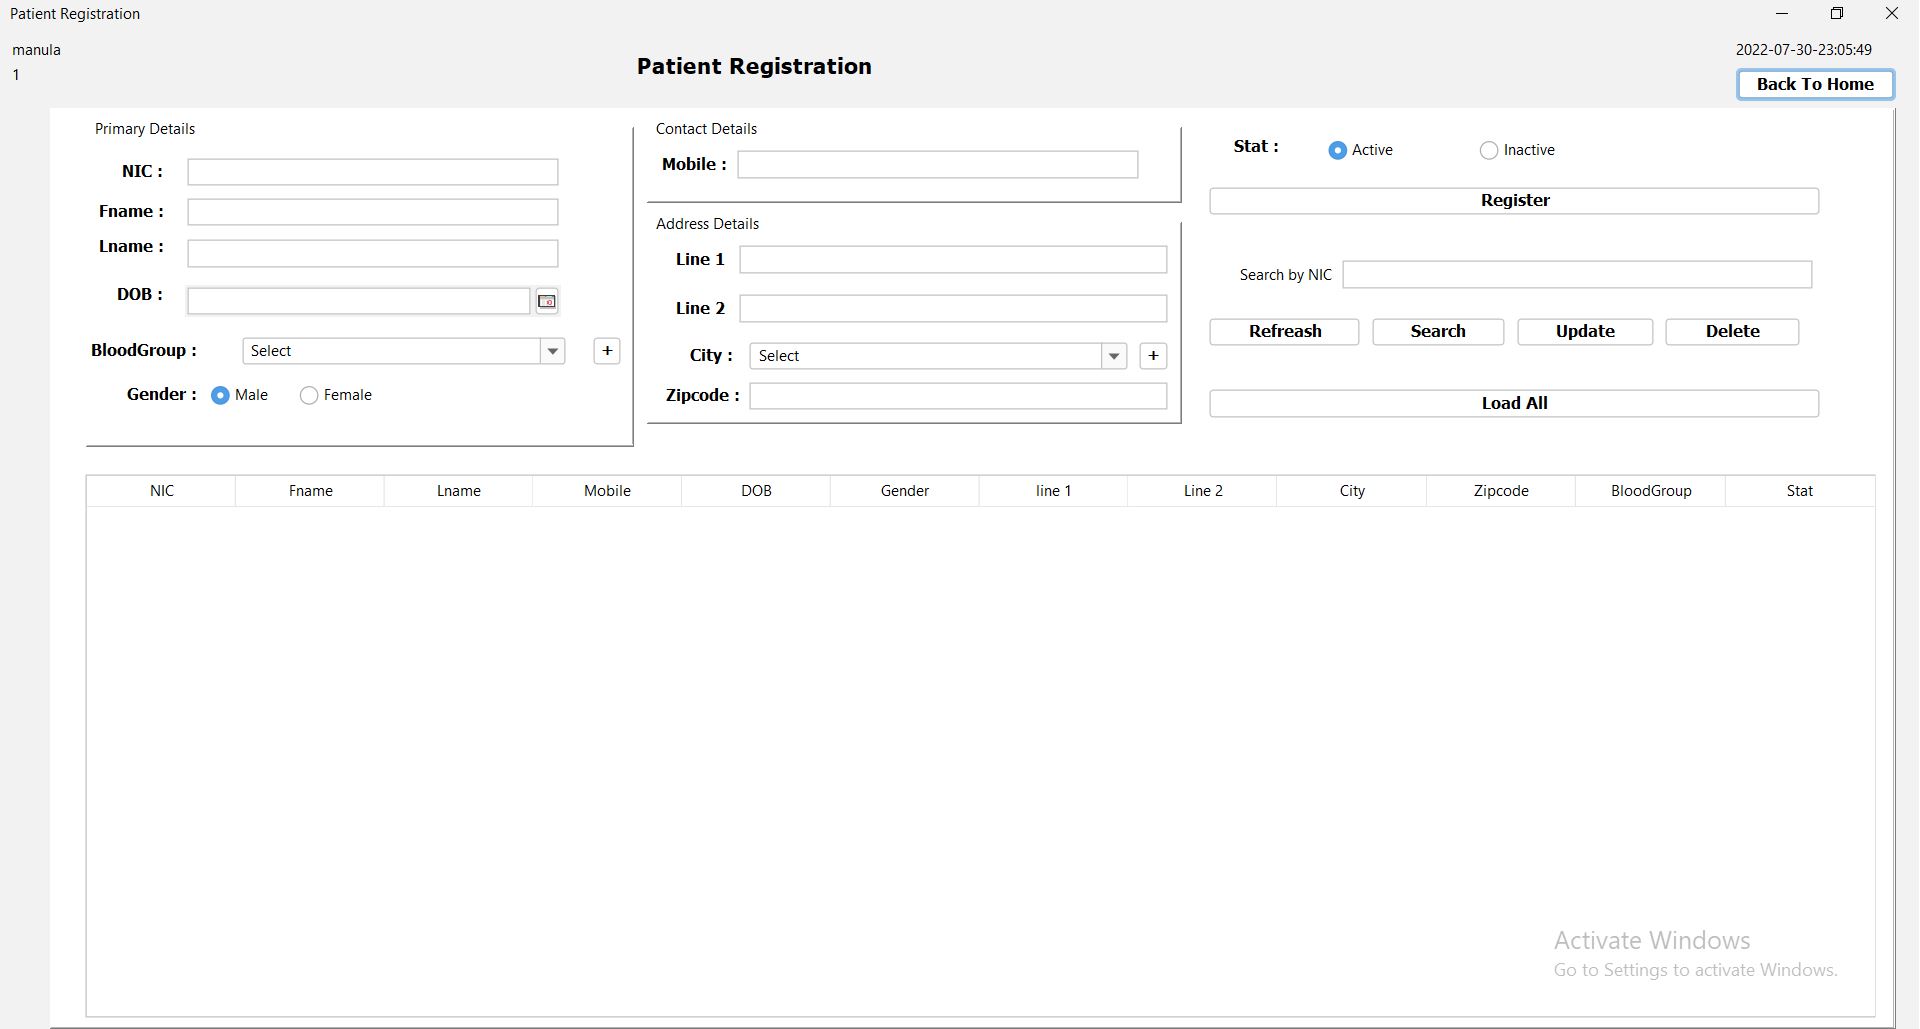 Patient Registration
manula
1
Patient Registration
2022-07-30-23:05:49
Back To Home
Primary Details
NIC :
Fname :
Lname :
DOB :
BloodGroup :
Select
+
Gender :
Male
Female
Contact Details
Mobile :
Address Details
Line 1
Line 2
City :
Select
+
Zipcode :
Stat :
Active
Inactive
Register
Search by NIC
Refreash
Search
Update
Delete
Load All
NIC Fname Lname Mobile DOB Gender line 1 Line 2 City Zipcode BloodGroup Stat
Activate Windows
Go to Settings to activate Windows.